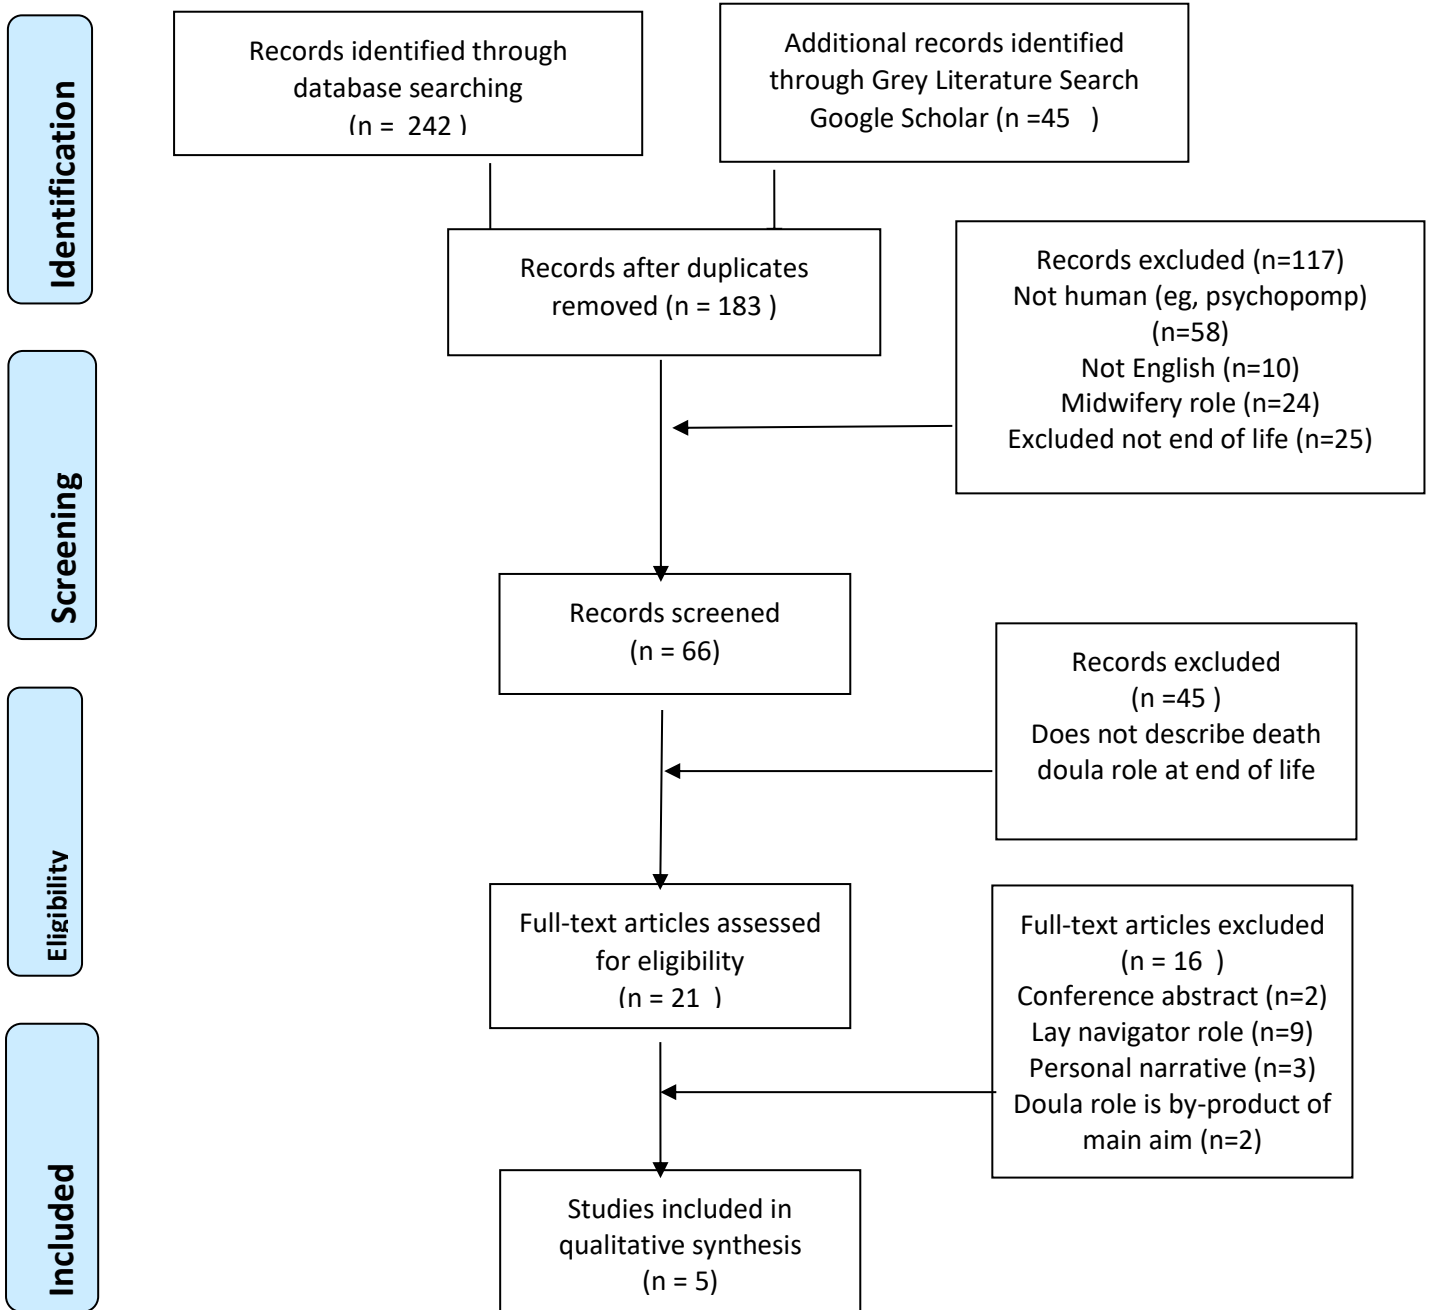 Identification
Records identified through
database searching
(n = 242 )
Additional records identified
through Grey Literature Search
Google Scholar (n =45 )
Records after duplicates
removed (n = 183 )
Records excluded (n=117)
Not human (eg, psychopomp)
(n=58)
Not English (n=10)
Midwifery role (n=24)
Excluded not end of life (n=25)
Screening
Records screened
(n = 66)
Records excluded
(n =45 )
Does not describe death
doula role at end of life
Eligibility
Full-text articles assessed
for eligibility
(n = 21 )
Full-text articles excluded
(n = 16 )
Conference abstract (n=2)
Lay navigator role (n=9)
Personal narrative (n=3)
Doula role is by-product of
main aim (n=2)
Included
Studies included in
qualitative synthesis
(n = 5)